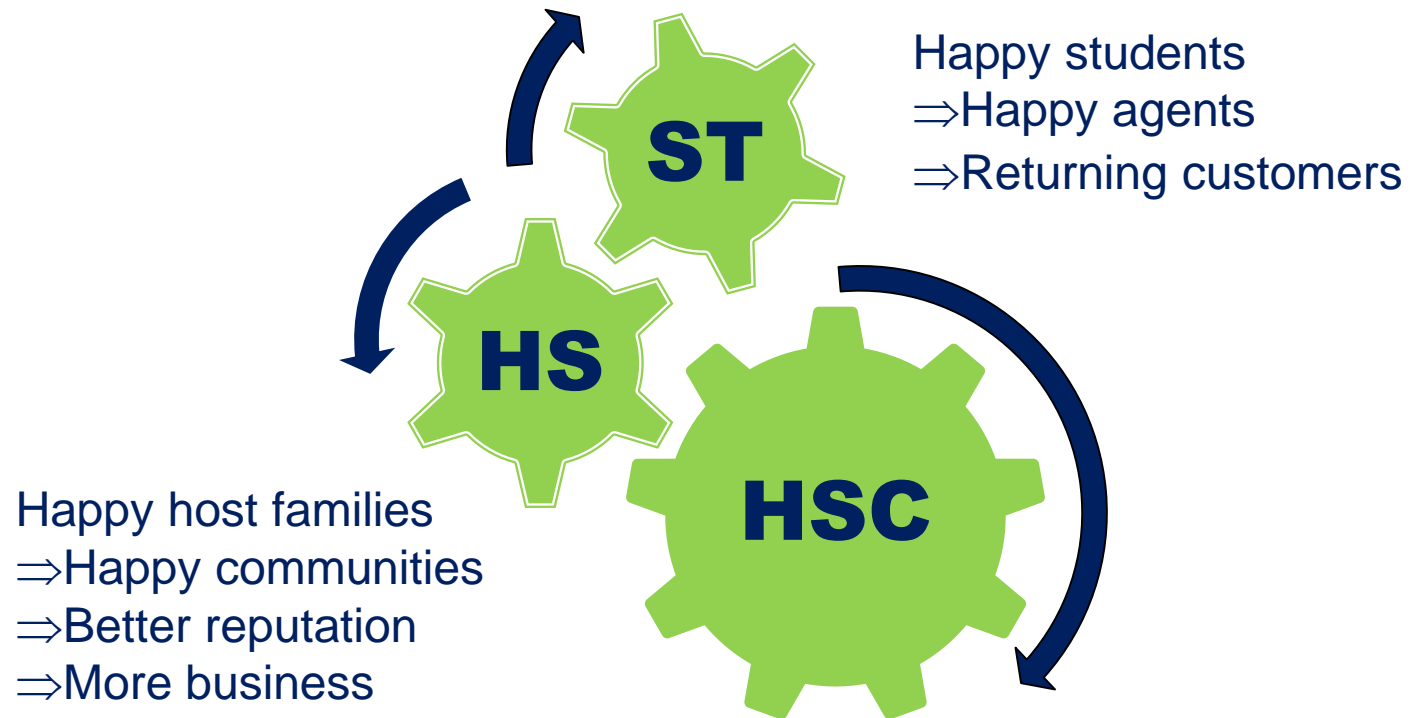 ST
Happy students
⇒Happy agents
⇒Returning customers
HS
HSC
Happy host families
⇒Happy communities
⇒Better reputation
⇒More business